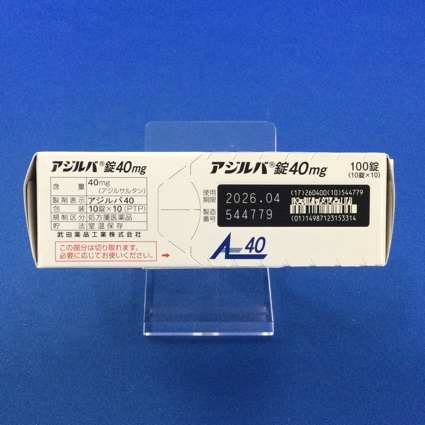 アジルバ®錠40mg
含量 40mg
(アジルサルタン)
製剤表示 アジルバ40
包装 10錠×10(PTP)
規制区分 処方箋医薬品
貯法 室温保存
武田薬品工業株式会社
この部分は切り取れます。
必要に応じてお使いください。
→
アジルバ®錠40mg
100錠
(10錠×10)
使用
期限
2026.04
製造
番号
544779
(17)260400(10)544779
(01)14987123153314
40